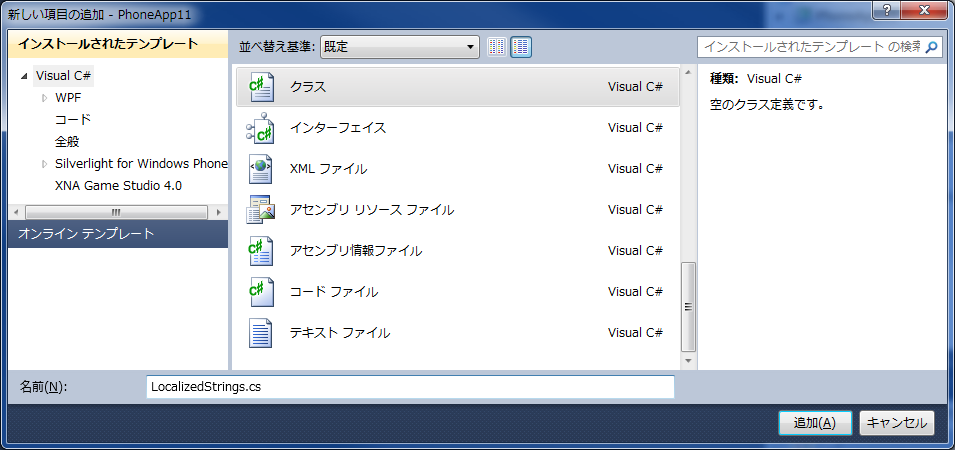 新しい項目の追加 - PhoneApp11
インストールされたテンプレート
並べ替え基準: 既定
インストールされたテンプレート の検索
Visual C#
WPF
コード
全般
Silverlight for Windows Phone
XNA Game Studio 4.0
オンライン テンプレート
クラス Visual C#
インターフェイス Visual C#
XML ファイル Visual C#
アセンブリ リソース ファイル Visual C#
アセンブリ情報ファイル Visual C#
コード ファイル Visual C#
テキスト ファイル Visual C#
種類: Visual C#
空のクラス定義です。
名前(N): LocalizedStrings.cs
追加(A) キャンセル